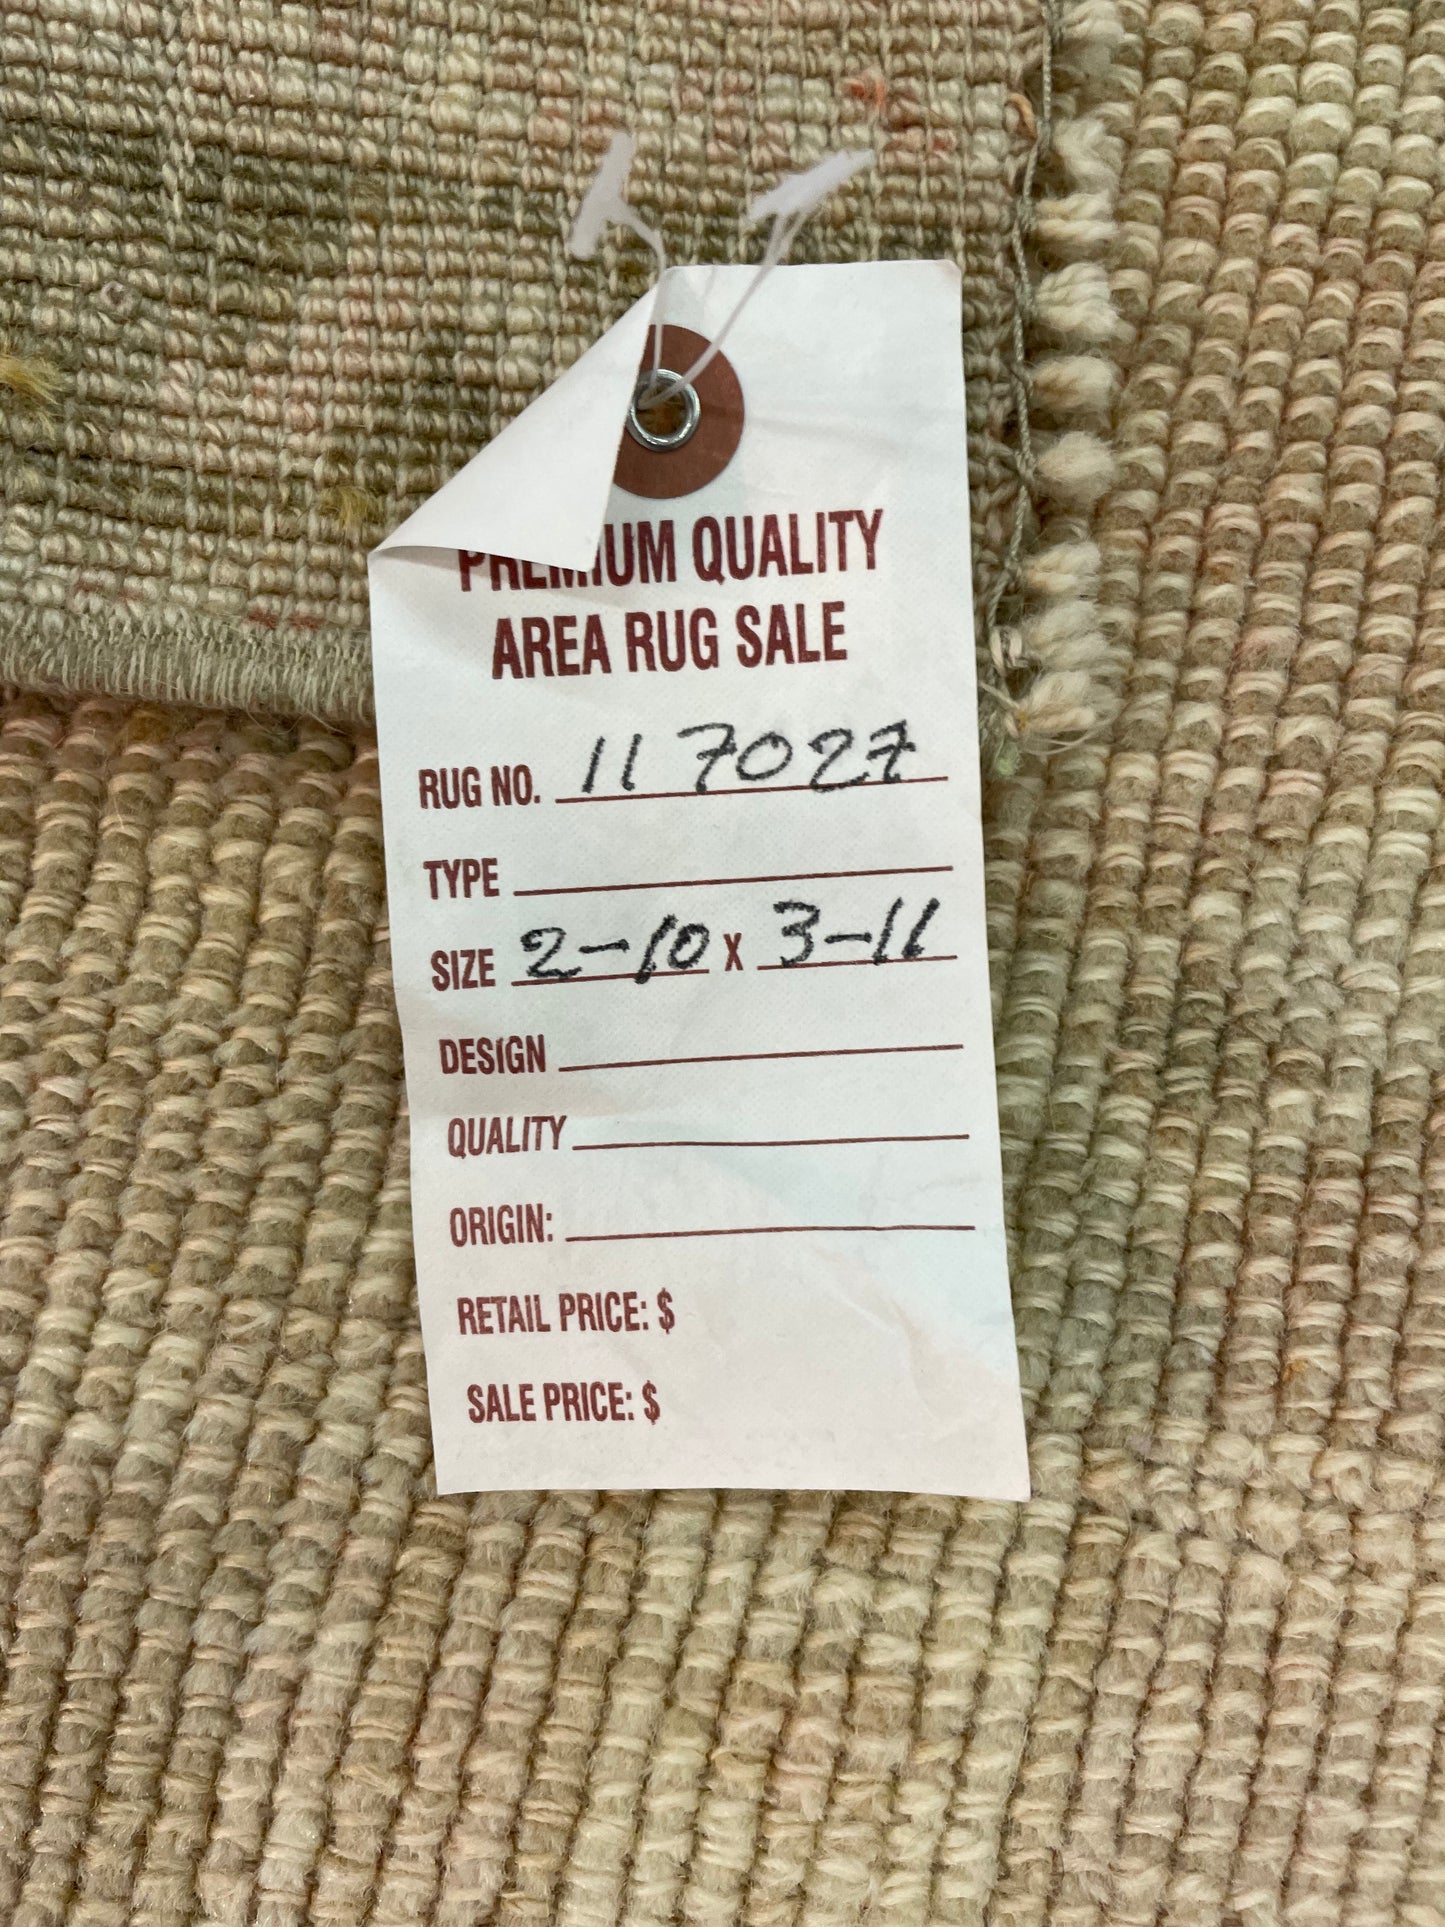 PREMIUM QUALITY
AREA RUG SALE
RUG NO. 117027
TYPE
SIZE 2-10 X 3-11
DESIGN
QUALITY
ORIGIN:
RETAIL PRICE: $
SALE PRICE: $